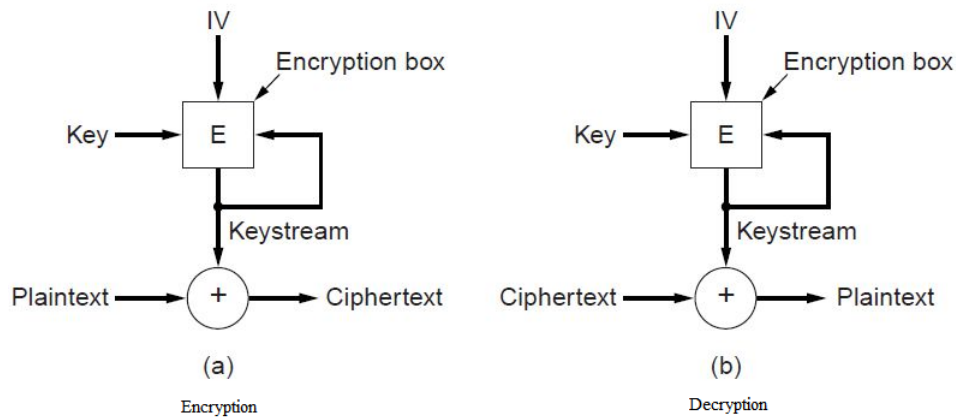 IV
Encryption box
Key
E
Keystream
Plaintext
+
Ciphertext
(a)
Encryption
IV
Encryption box
Key
E
Keystream
Ciphertext
+
Plaintext
(b)
Decryption